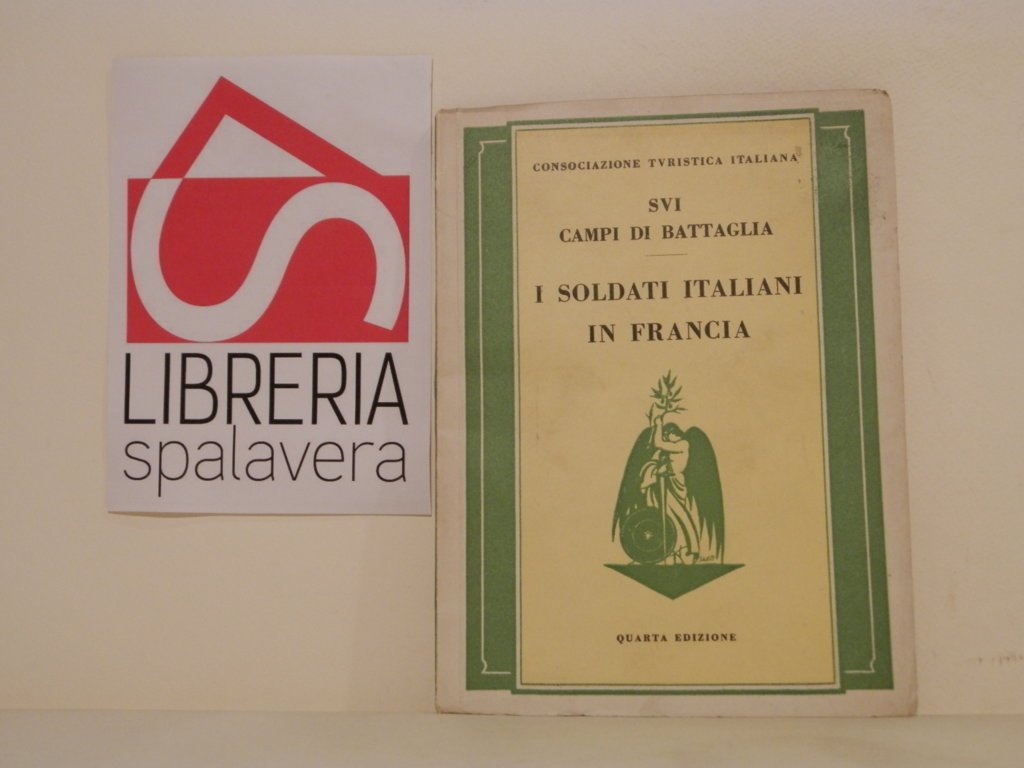 LIBRERIA
spalavera
CONSOCIAZIONE TVRISTICA ITALIANA
SVI
CAMPI DI BATTAGLIA
I SOLDATI ITALIANI
IN FRANCIA
QUARTA EDIZIONE